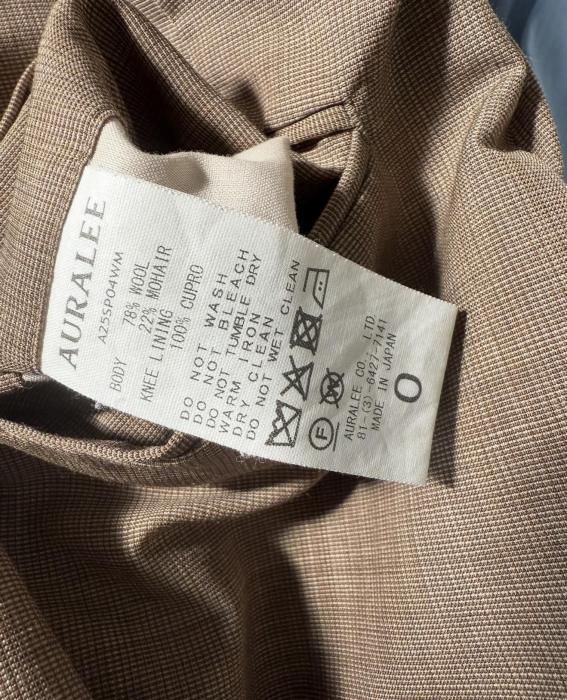 AURALEE
A25SP04WM
BODY 78% WOOL
22% MOHAIR
KNEE LINING 100% CUPRO
DO NOT WASH
DO NOT BLEACH
DO NOT TUMBLE DRY
WARM IRON
DRY CLEAN
DO NOT WET CLEAN
F
AURALEE CO., LTD.
81-(3)-6427-7141
MADE IN JAPAN
0